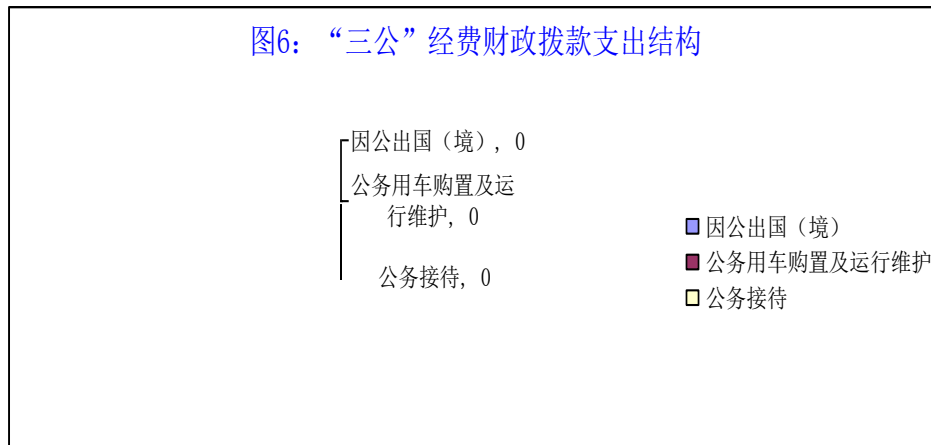 图6：“三公”经费财政拨款支出结构
因公出国（境）, 0
公务用车购置及运
行维护, 0
公务接待, 0
因公出国（境）
公务用车购置及运行维护
公务接待